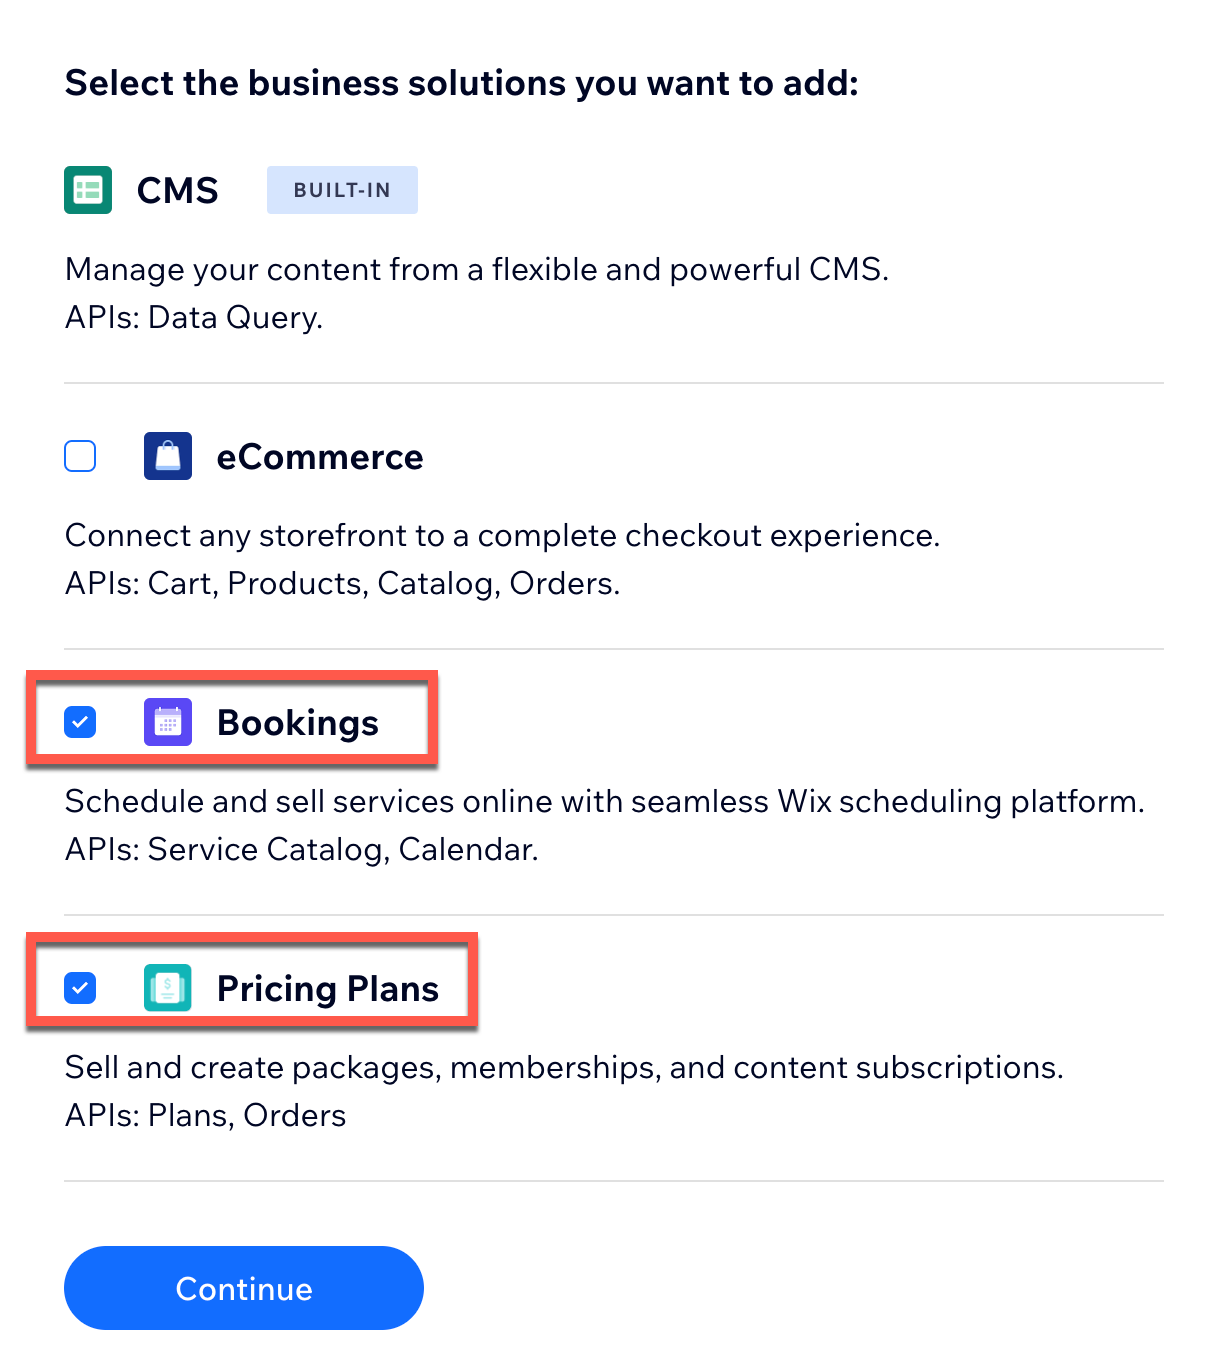 Select the business solutions you want to add:
CMS BUILT-IN
Manage your content from a flexible and powerful CMS.
APIs: Data Query.
eCommerce
Connect any storefront to a complete checkout experience.
APIs: Cart, Products, Catalog, Orders.
Bookings
Schedule and sell services online with seamless Wix scheduling platform.
APIs: Service Catalog, Calendar.
$
Pricing Plans
Sell and create packages, memberships, and content subscriptions.
APIs: Plans, Orders
Continue